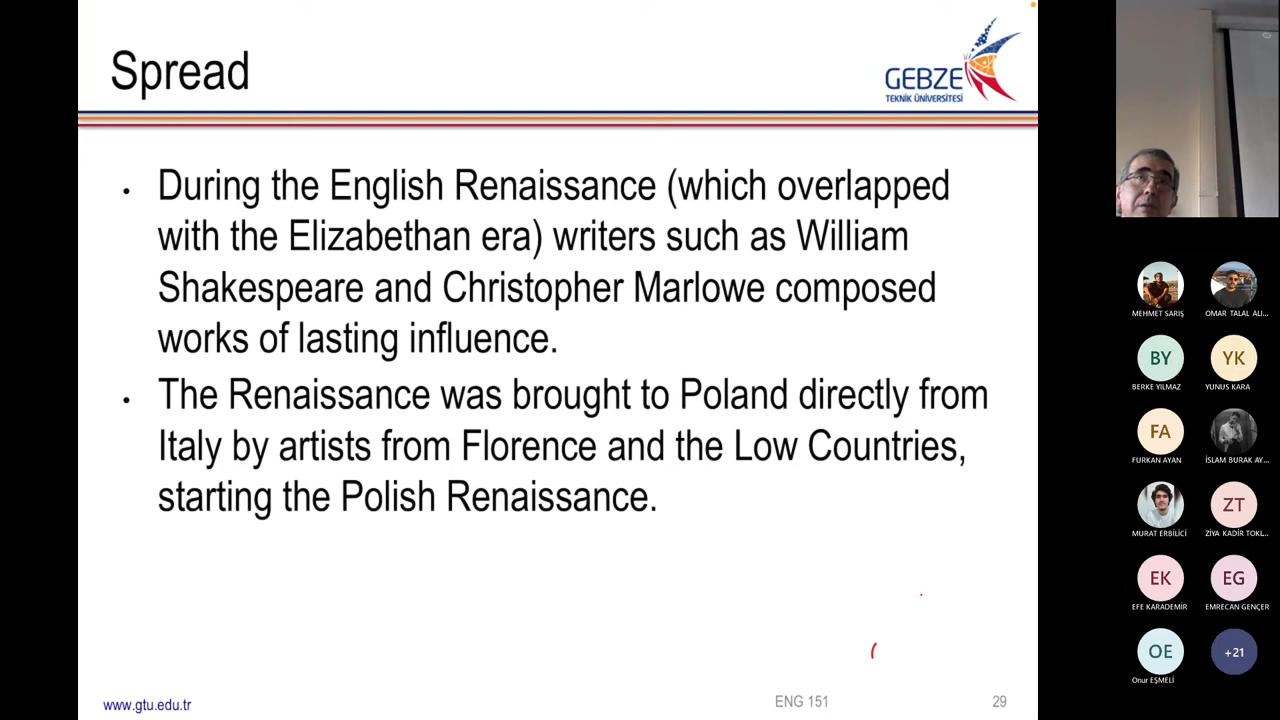 Spread
GEBZE
TEKNİK ÜNİVERSİTESİ
• During the English Renaissance (which overlapped
with the Elizabethan era) writers such as William
Shakespeare and Christopher Marlowe composed
works of lasting influence.
• The Renaissance was brought to Poland directly from
Italy by artists from Florence and the Low Countries,
starting the Polish Renaissance.
www.gtu.edu.tr
ENG 151
29
MEHMET SARIŞ
OMAR TALAL ALI...
BY
YK
BERKE YILMAZ
YUNUS KARA
FA
FURKAN AYAN
İSLAM BURAK AY...
ZT
MURAT ERBİLİCİ
ZİYA KADİR TOKL...
EK
EG
EFE KARADEMİR
EMRECAN GENÇER
OE
+21
Onur EŞMELİ